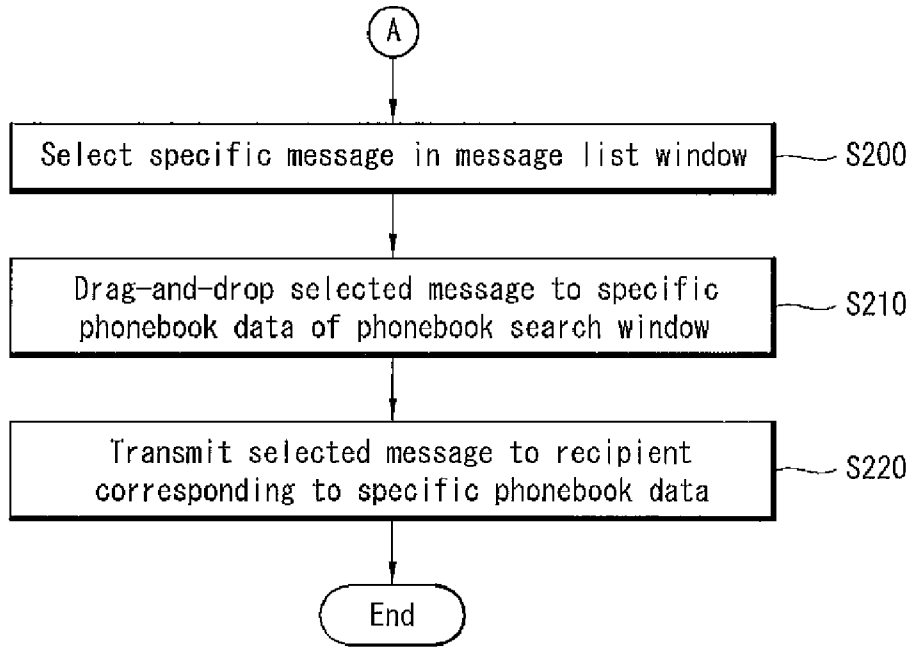 A
Select specific message in message list window
S200
Drag-and-drop selected message to specific
phonebook data of phonebook search window
S210
Transmit selected message to recipient
corresponding to specific phonebook data
S220
End